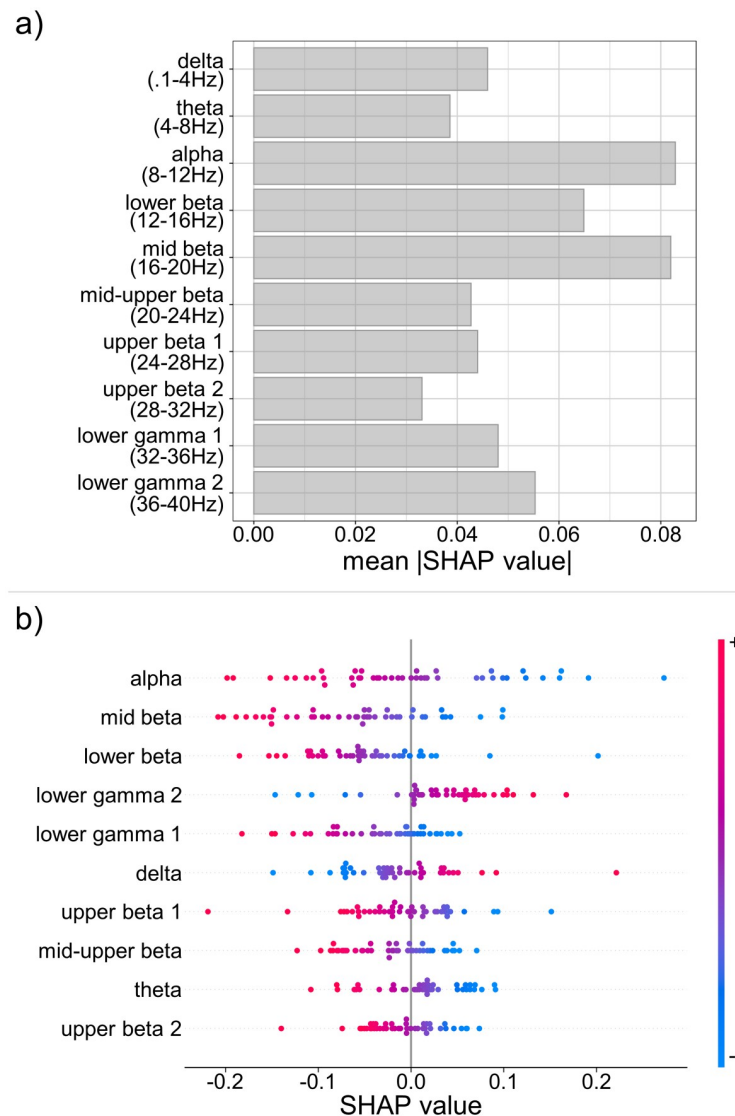 a)
delta
(.1-4Hz)
theta
(4-8Hz)
alpha
(8-12Hz)
lower beta
(12-16Hz)
mid beta
(16-20Hz)
mid-upper beta
(20-24Hz)
upper beta 1
(24-28Hz)
upper beta 2
(28-32Hz)
lower gamma 1
(32-36Hz)
lower gamma 2
(36-40Hz)
0.00 0.02 0.04 0.06 0.08
mean |SHAP value|
b)
+
alpha
mid beta
lower beta
lower gamma 2
lower gamma 1
delta
upper beta 1
mid-upper beta
theta
upper beta 2
-
-0.2 -0.1 0.0 0.1 0.2
SHAP value